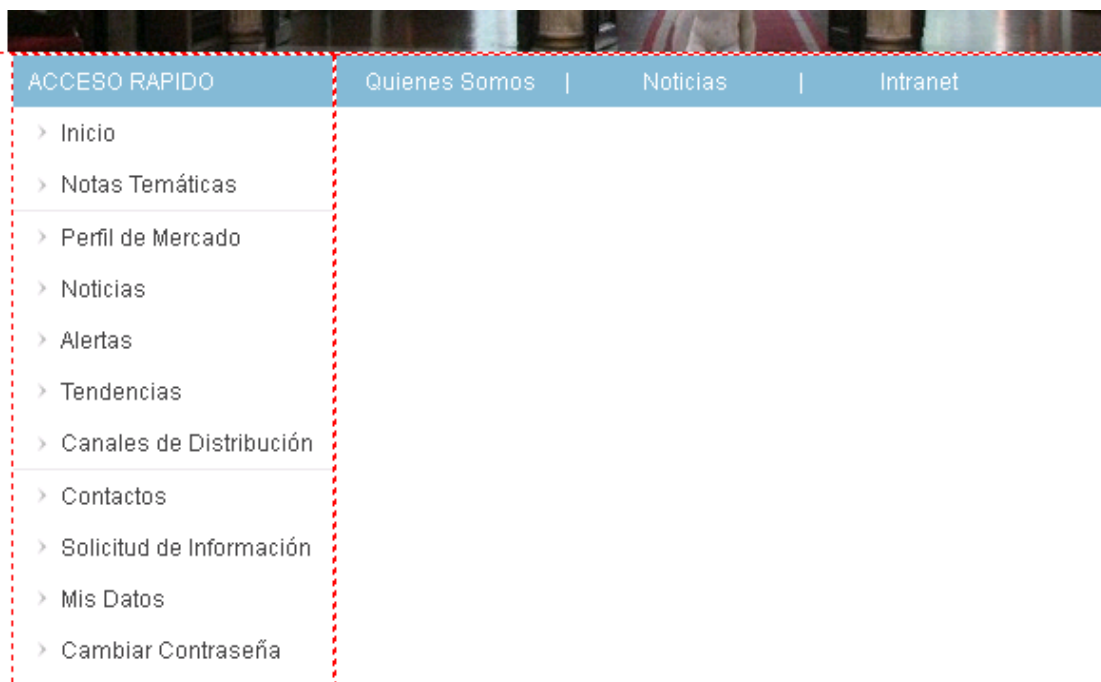 ACCESO RAPIDO
Quienes Somos | Noticias | Intranet
Inicio
Notas Temáticas
Perfil de Mercado
Noticias
Alertas
Tendencias
Canales de Distribución
Contactos
Solicitud de Información
Mis Datos
Cambiar Contraseña